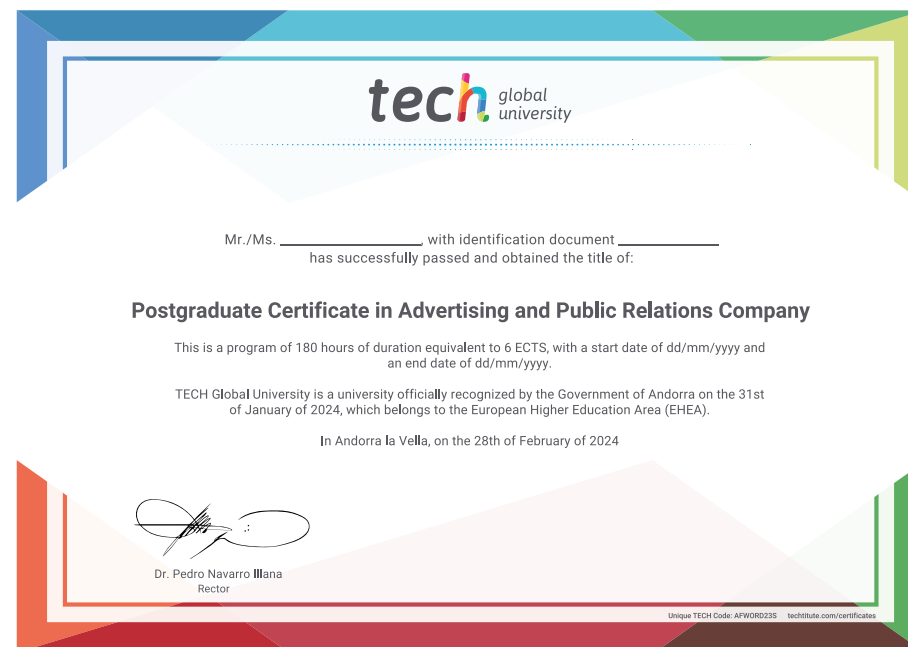 tech global university
Mr./Ms. ____________, with identification document ____________
has successfully passed and obtained the title of:
Postgraduate Certificate in Advertising and Public Relations Company
This is a program of 180 hours of duration equivalent to 6 ECTS, with a start date of dd/mm/yyyy and
an end date of dd/mm/yyyy.
TECH Global University is a university officially recognized by the Government of Andorra on the 31st
of January of 2024, which belongs to the European Higher Education Area (EHEA).
In Andorra la Vella, on the 28th of February of 2024
Dr. Pedro Navarro Illana
Rector
Unique TECH Code: AFWORD23S techtitute.com/certificates